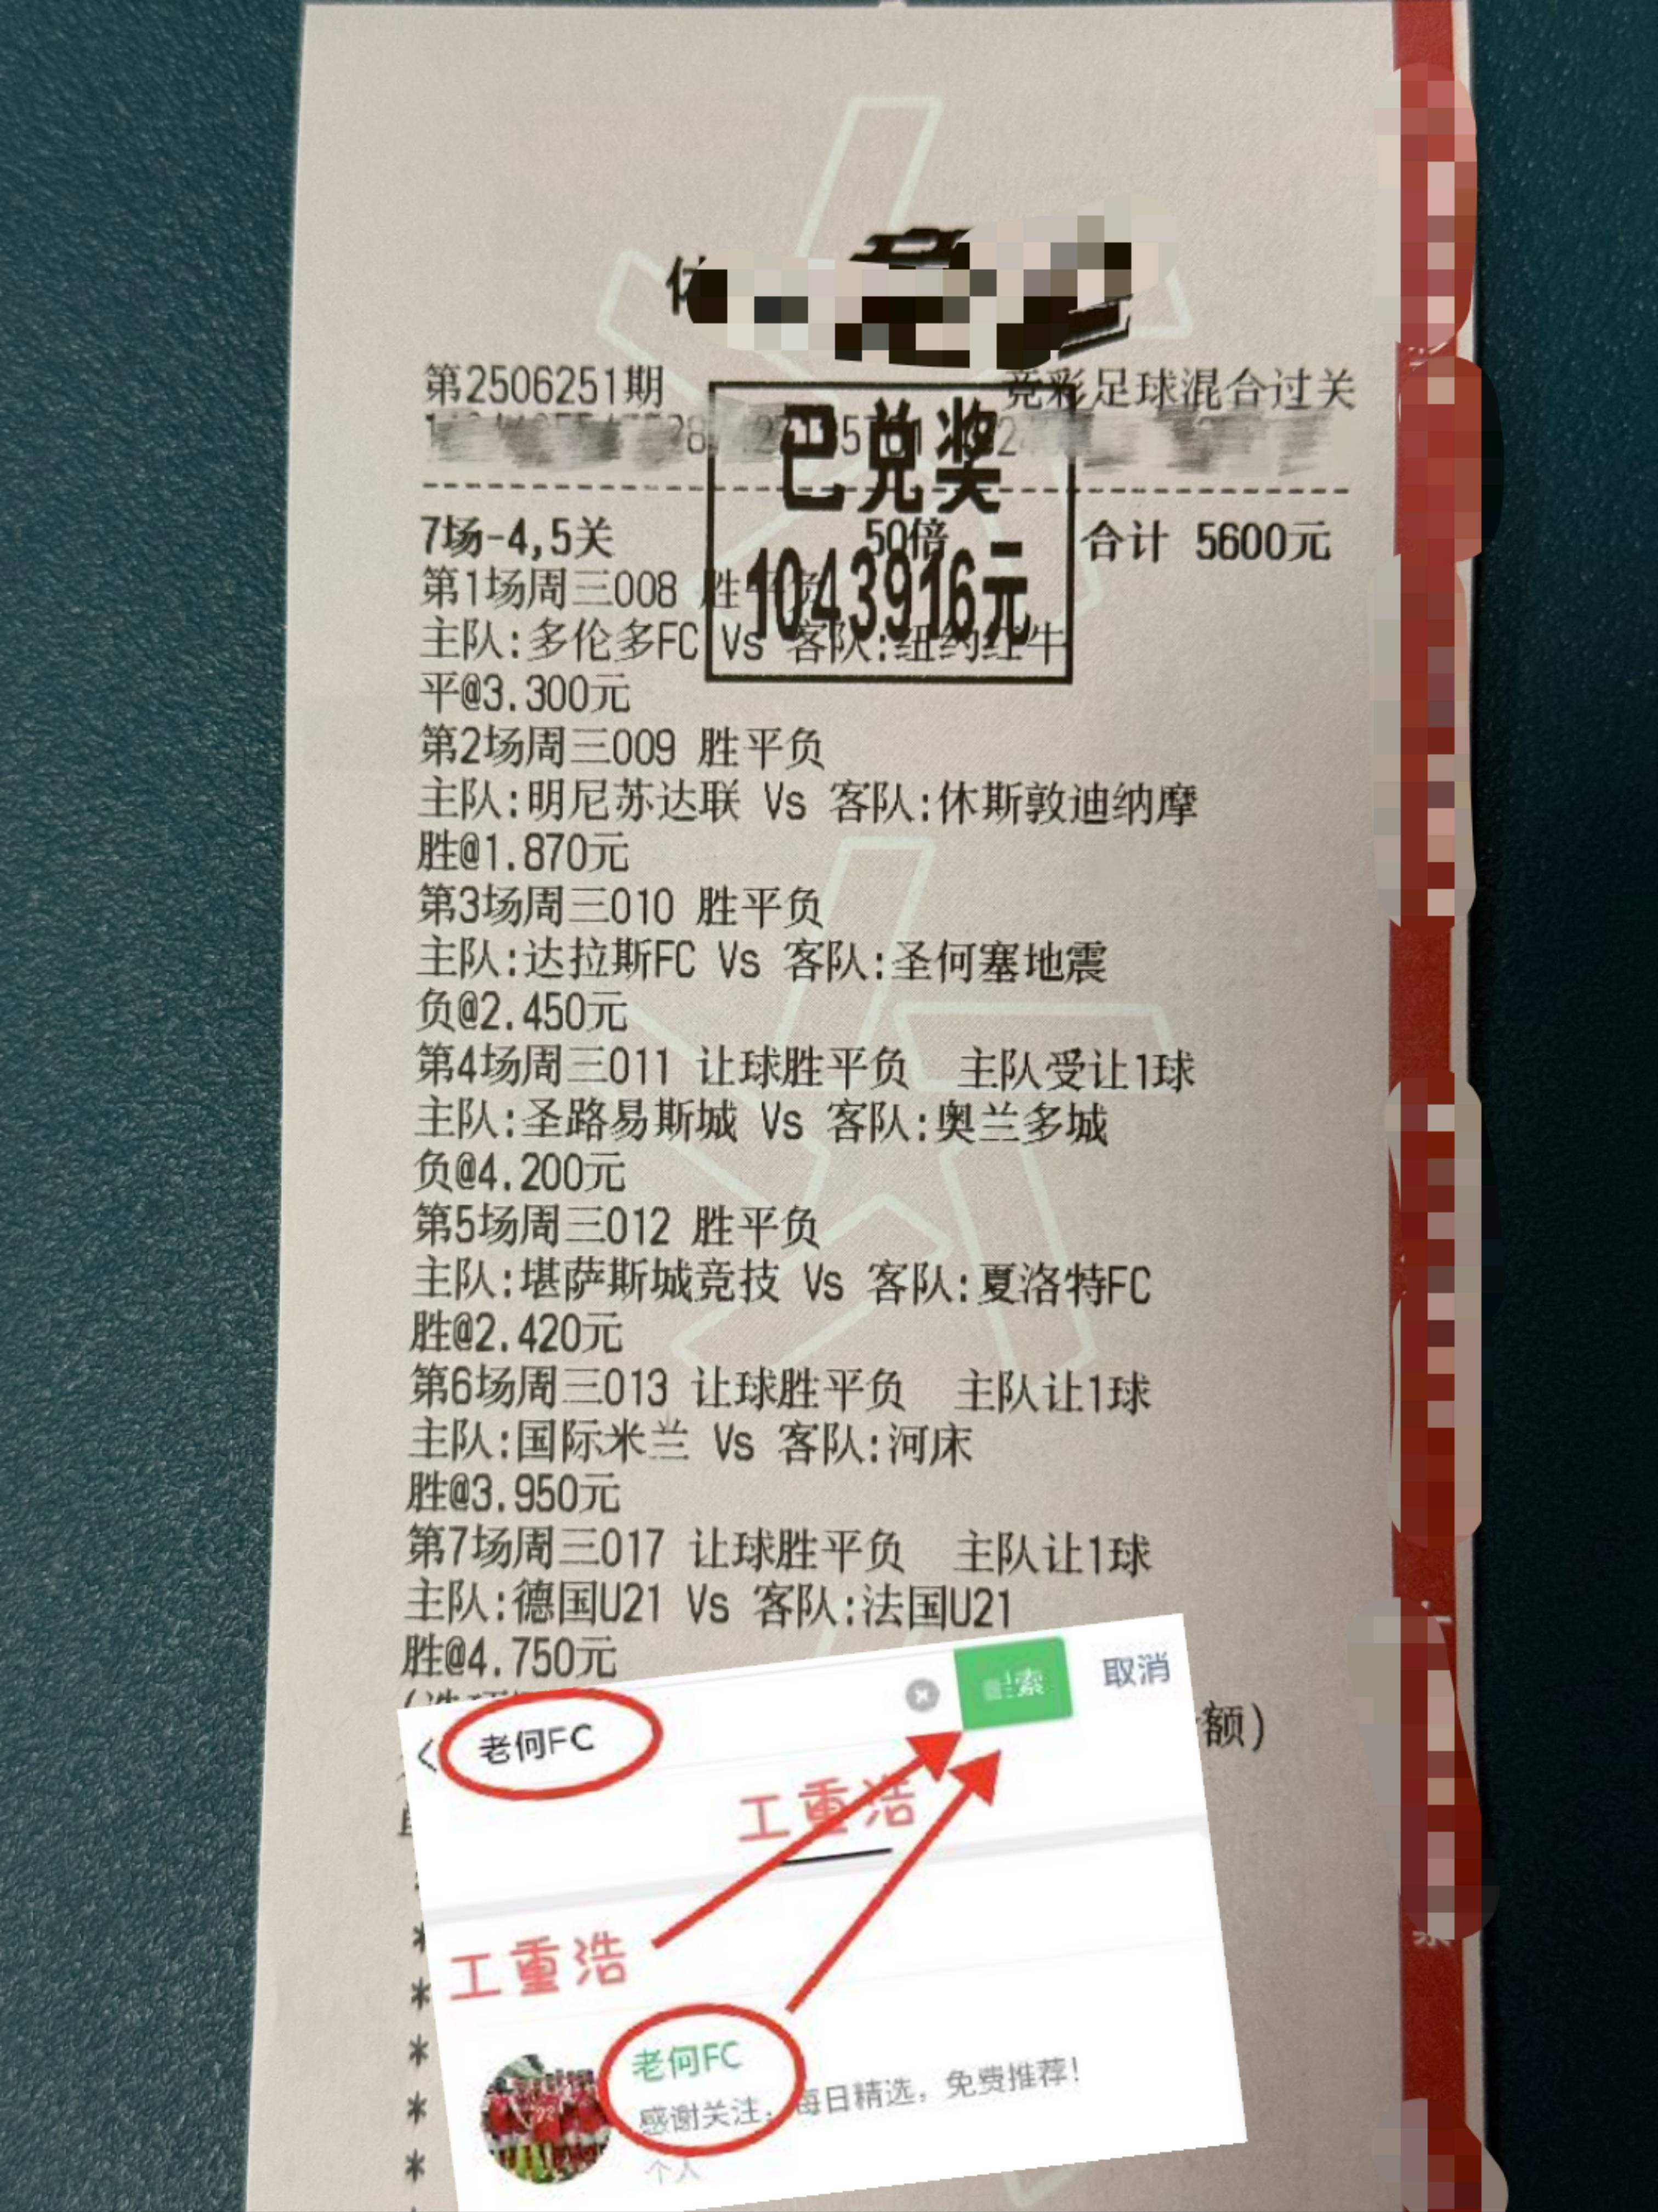 第2506251期 竞彩足球混合过关
巴兑奖
7场-4,5关 50倍 合计 5600元
1043916元
第1场周三008 胜平负
主队:多伦多FC Vs 客队:纽约红牛
平@3.300元
第2场周三009 胜平负
主队:明尼苏达联 Vs 客队:休斯敦迪纳摩
胜@1.870元
第3场周三010 胜平负
主队:达拉斯FC Vs 客队:圣何塞地震
负@2.450元
第4场周三011 让球胜平负 主队受让1球
主队:圣路易斯城 Vs 客队:奥兰多城
负@4.200元
第5场周三012 胜平负
主队:堪萨斯城竞技 Vs 客队:夏洛特FC
胜@2.420元
第6场周三013 让球胜平负 主队让1球
主队:国际米兰 Vs 客队:河床
胜@3.950元
第7场周三017 让球胜平负 主队让1球
主队:德国U21 Vs 客队:法国U21
胜@4.750元
额)
老何FC 取消
工重浩
工重浩
老何FC
感谢关注，每日精选，免费推荐!
个人